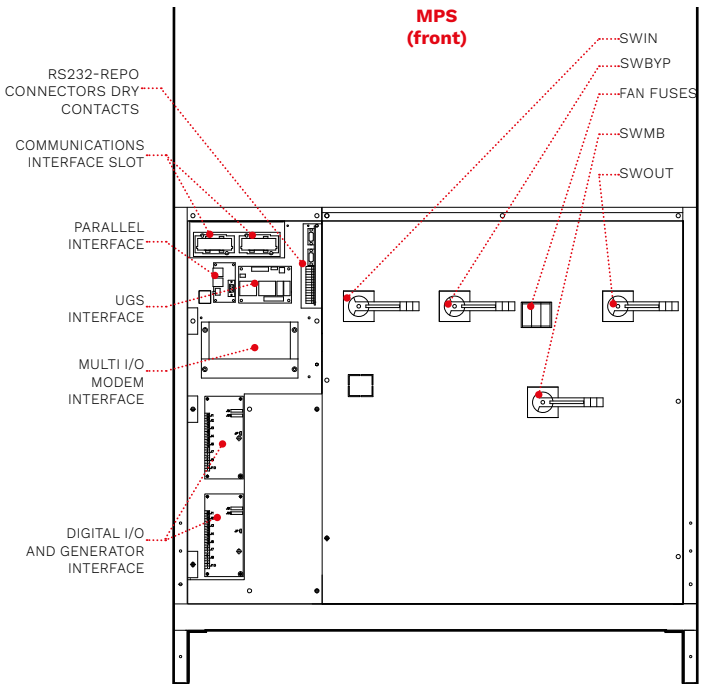 MPS
(front)
RS232-REPO
CONNECTORS DRY
CONTACTS
COMMUNICATIONS
INTERFACE SLOT
PARALLEL
INTERFACE
UGS
INTERFACE
MULTI I/O
MODEM
INTERFACE
DIGITAL I/O
AND GENERATOR
INTERFACE
SWIN
SWBYP
FAN FUSES
SWMB
SWOUT